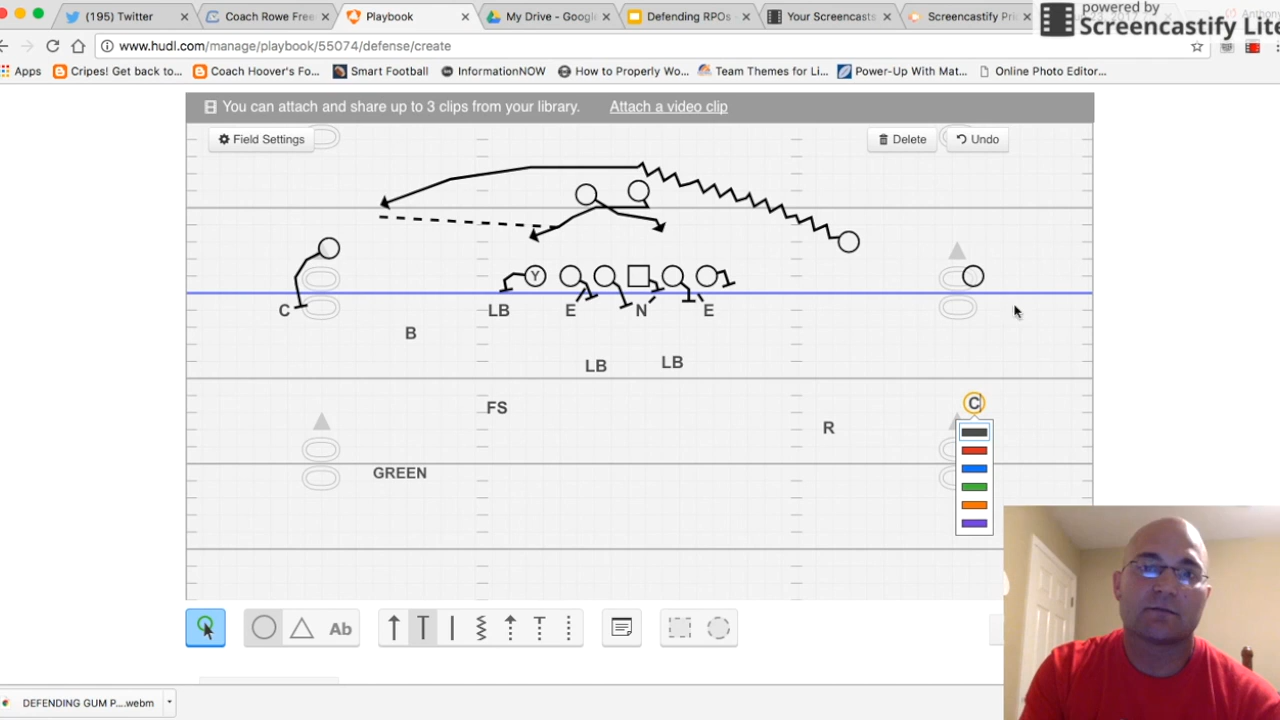 powered by
Screencastify Lite
(195) Twitter
Coach Rowe Free
Playbook
My Drive - Google
Defending RPOs -
Your Screencasts
Screencastify Pri
www.hudl.com/manage/playbook/55074/defense/create
Apps
Cripes! Get back to...
Coach Hoover's Fo...
Smart Football
InformationNOW
How to Properly Wo...
Team Themes for Li...
Power-Up With Mat...
Online Photo Editor...
You can attach and share up to 3 clips from your library. Attach a video clip
Field Settings
Delete
Undo
Y
C
LB
E
N
E
B
LB
LB
FS
C
R
GREEN
Ab
DEFENDING GUM P....webm